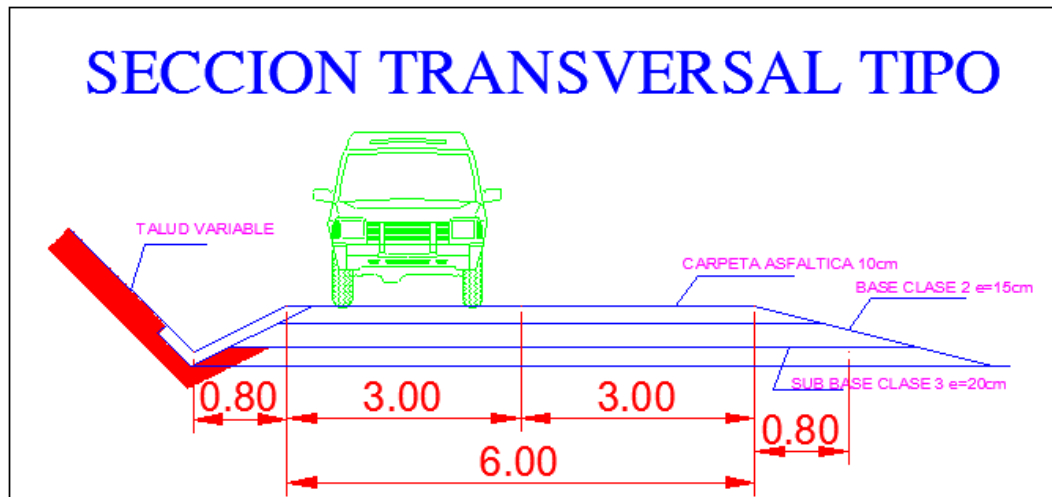 SECCION TRANSVERSAL TIPO
TALUD VARIABLE
CARPETA ASFALTICA 10cm
BASE CLASE 2 e=15cm
SUB BASE CLASE 3 e=20cm
0.80
3.00
3.00
0.80
6.00